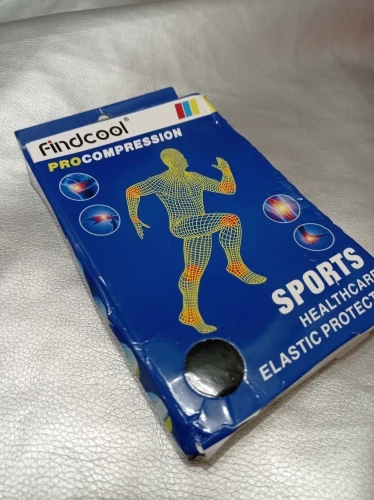 Findcool®
PROCOMPRESSION
SPORTS
HEALTHCARE
ELASTIC PROTECT